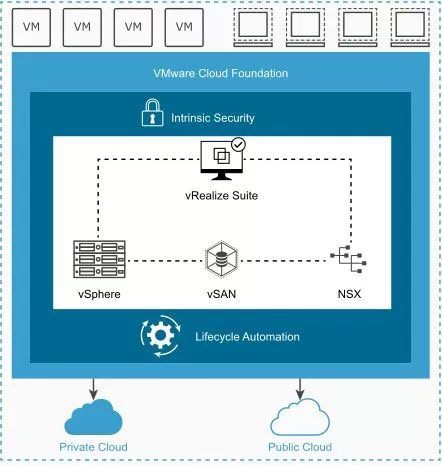 VM VM VM VM
VMware Cloud Foundation
Intrinsic Security
vRealize Suite
vSphere vSAN NSX
Lifecycle Automation
Private Cloud Public Cloud